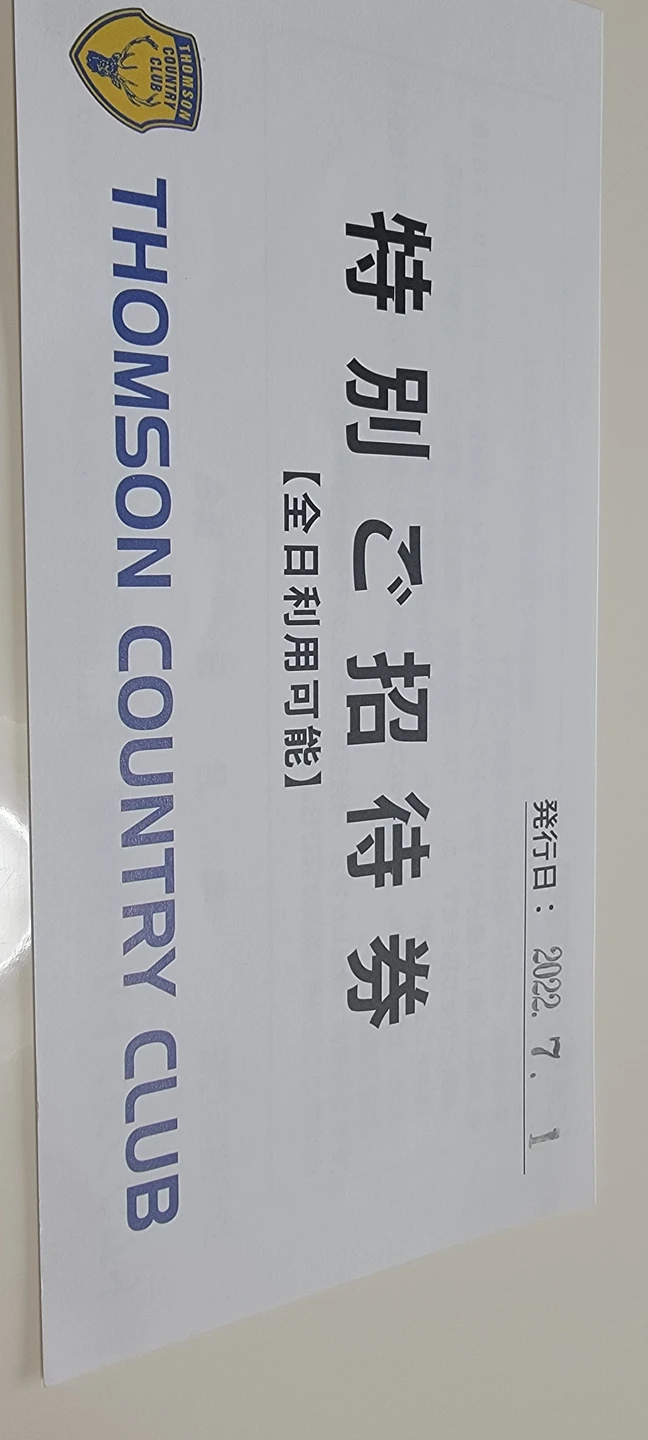 発行日： 2022. 7. 1
特別ご招待券
【全日利用可能】
THOMSON COUNTRY CLUB
THOMSON
COUNTRY
CLUB